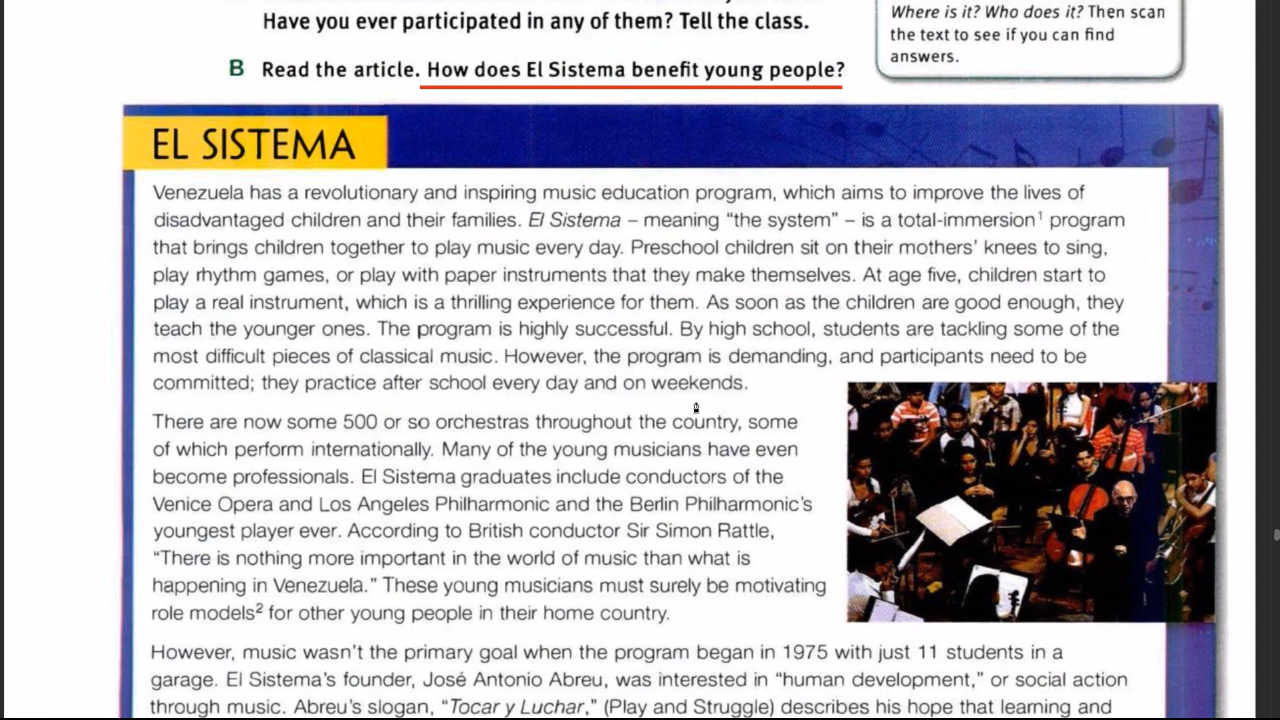 Have you ever participated in any of them? Tell the class.
Where is it? Who does it? Then scan
the text to see if you can find
answers.
B Read the article. How does El Sistema benefit young people?
EL SISTEMA
Venezuela has a revolutionary and inspiring music education program, which aims to improve the lives of
disadvantaged children and their families. El Sistema – meaning “the system” – is a total-immersion¹ program
that brings children together to play music every day. Preschool children sit on their mothers’ knees to sing,
play rhythm games, or play with paper instruments that they make themselves. At age five, children start to
play a real instrument, which is a thrilling experience for them. As soon as the children are good enough, they
teach the younger ones. The program is highly successful. By high school, students are tackling some of the
most difficult pieces of classical music. However, the program is demanding, and participants need to be
committed; they practice after school every day and on weekends.
There are now some 500 or so orchestras throughout the country, some
of which perform internationally. Many of the young musicians have even
become professionals. El Sistema graduates include conductors of the
Venice Opera and Los Angeles Philharmonic and the Berlin Philharmonic’s
youngest player ever. According to British conductor Sir Simon Rattle,
“There is nothing more important in the world of music than what is
happening in Venezuela.” These young musicians must surely be motivating
role models² for other young people in their home country.
However, music wasn’t the primary goal when the program began in 1975 with just 11 students in a
garage. El Sistema’s founder, José Antonio Abreu, was interested in “human development,” or social action
through music. Abreu’s slogan, “Tocar y Luchar,” (Play and Struggle) describes his hope that learning and